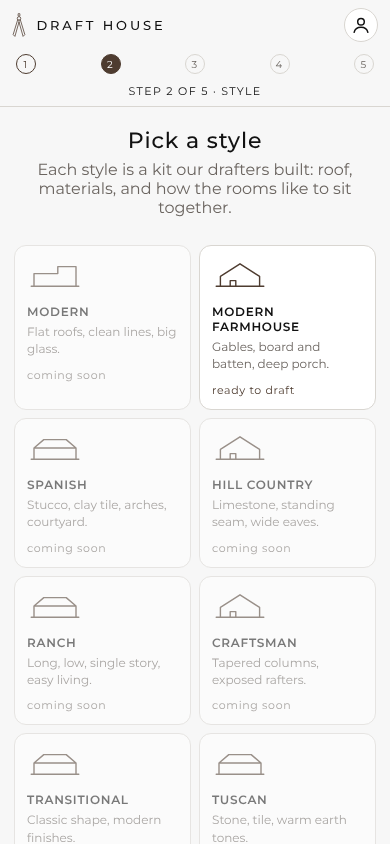 DRAFT HOUSE
1 2 3 4 5
STEP 2 OF 5 · STYLE
Pick a style
Each style is a kit our drafters built: roof,
materials, and how the rooms like to sit
together.
MODERN
Flat roofs, clean lines, big
glass.
coming soon
MODERN
FARMHOUSE
Gables, board and
batten, deep porch.
ready to draft
SPANISH
Stucco, clay tile, arches,
courtyard.
coming soon
HILL COUNTRY
Limestone, standing
seam, wide eaves.
coming soon
RANCH
Long, low, single story,
easy living.
coming soon
CRAFTSMAN
Tapered columns,
exposed rafters.
coming soon
TRANSITIONAL
Classic shape, modern
finishes.
TUSCAN
Stone, tile, warm earth
tones.